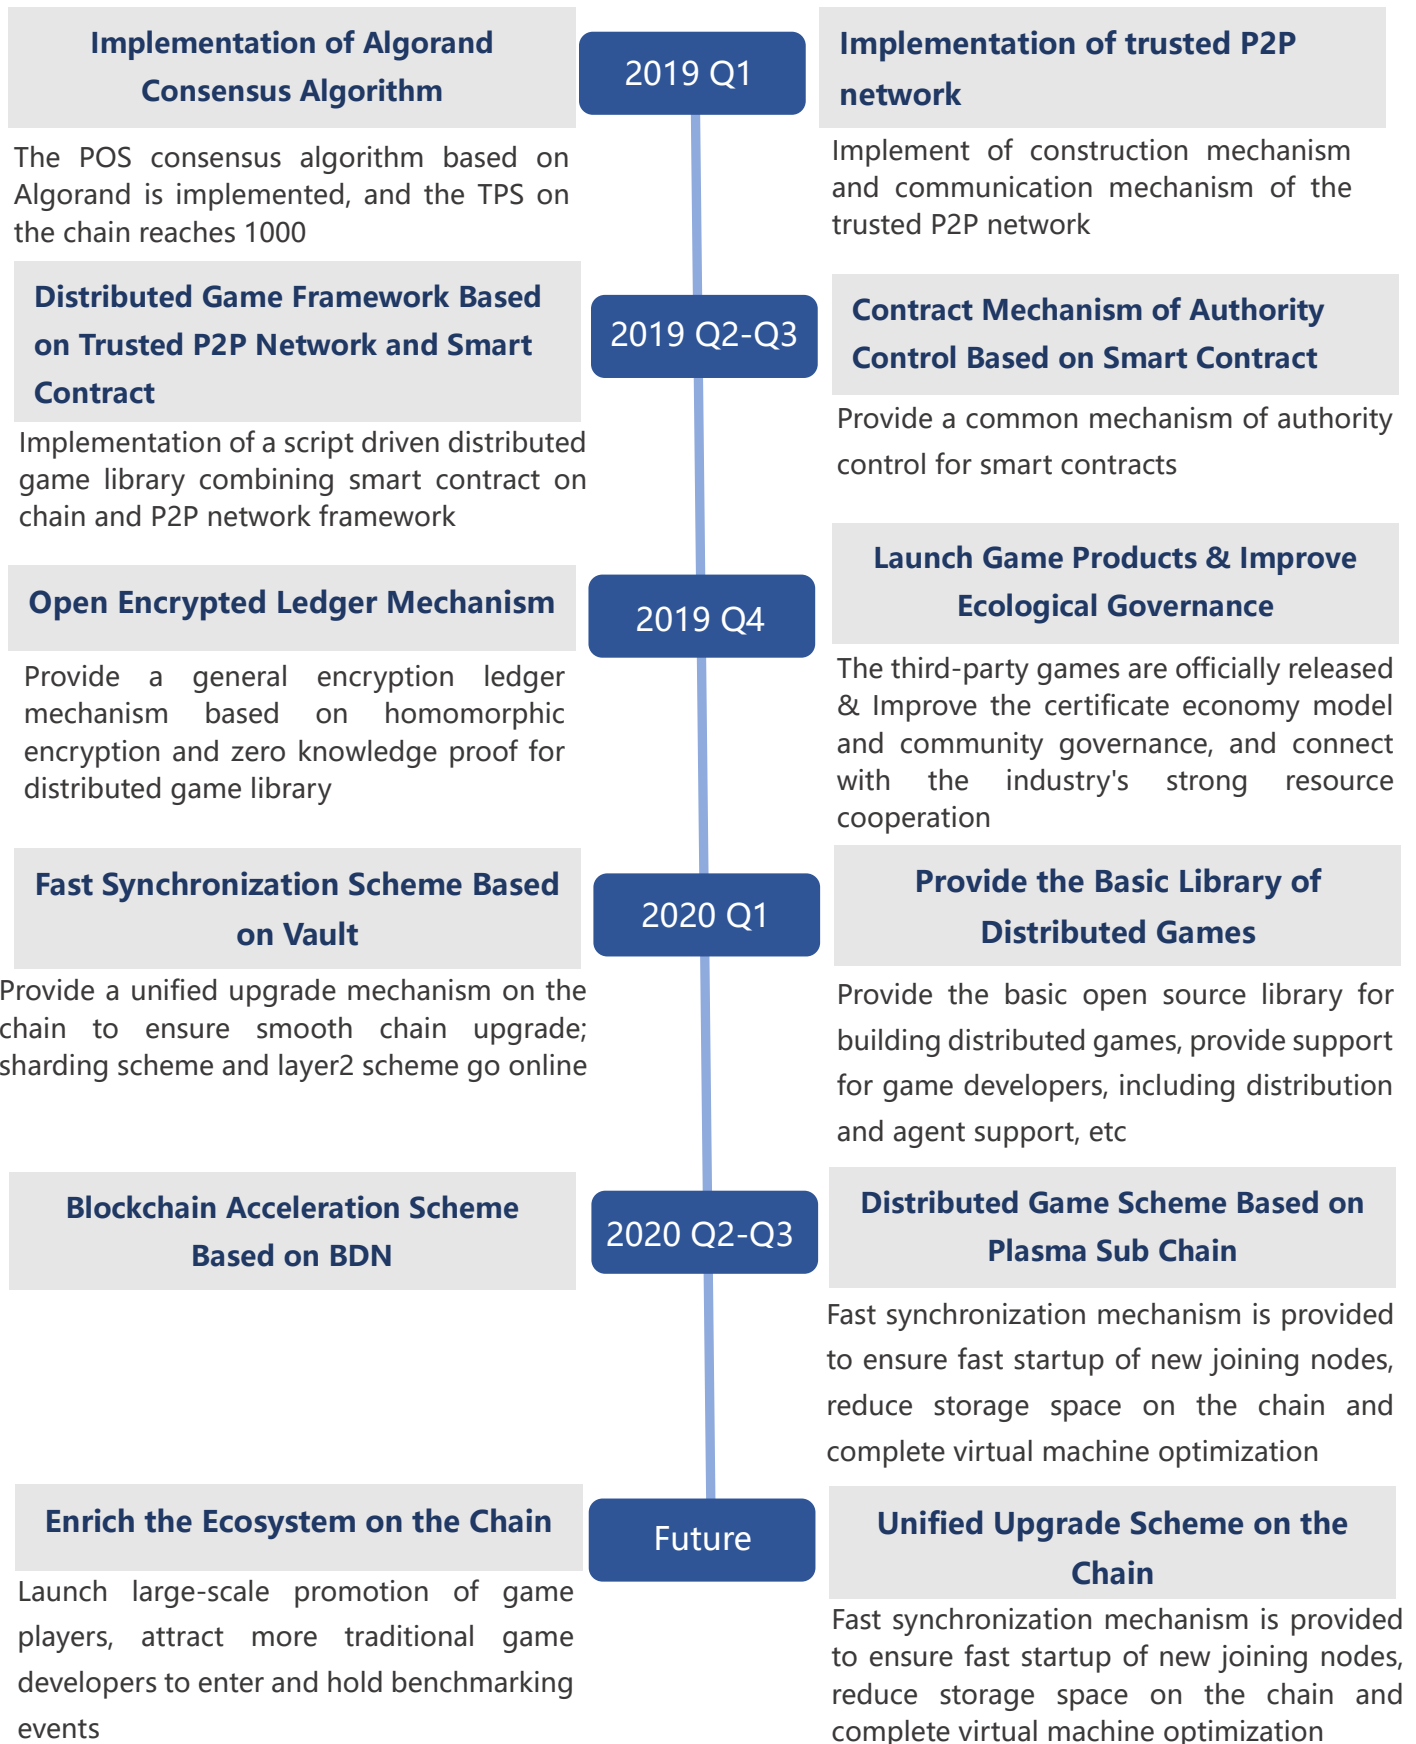 Implementation of Algorand
Consensus Algorithm
2019 Q1
Implementation of trusted P2P
network
The POS consensus algorithm based on
Algorand is implemented, and the TPS on
the chain reaches 1000
Implement of construction mechanism
and communication mechanism of the
trusted P2P network
Distributed Game Framework Based
on Trusted P2P Network and Smart
Contract
2019 Q2-Q3
Contract Mechanism of Authority
Control Based on Smart Contract
Implementation of a script driven distributed
game library combining smart contract on
chain and P2P network framework
Provide a common mechanism of authority
control for smart contracts
Open Encrypted Ledger Mechanism
2019 Q4
Launch Game Products & Improve
Ecological Governance
Provide a general encryption ledger
mechanism based on homomorphic
encryption and zero knowledge proof for
distributed game library
The third-party games are officially released
& Improve the certificate economy model
and community governance, and connect
with the industry's strong resource
cooperation
Fast Synchronization Scheme Based
on Vault
2020 Q1
Provide the Basic Library of
Distributed Games
Provide a unified upgrade mechanism on the
chain to ensure smooth chain upgrade;
sharding scheme and layer2 scheme go online
Provide the basic open source library for
building distributed games, provide support
for game developers, including distribution
and agent support, etc
Blockchain Acceleration Scheme
Based on BDN
2020 Q2-Q3
Distributed Game Scheme Based on
Plasma Sub Chain
Fast synchronization mechanism is provided
to ensure fast startup of new joining nodes,
reduce storage space on the chain and
complete virtual machine optimization
Enrich the Ecosystem on the Chain
Future
Unified Upgrade Scheme on the
Chain
Launch large-scale promotion of game
players, attract more traditional game
developers to enter and hold benchmarking
events
Fast synchronization mechanism is provided
to ensure fast startup of new joining nodes,
reduce storage space on the chain and
complete virtual machine optimization